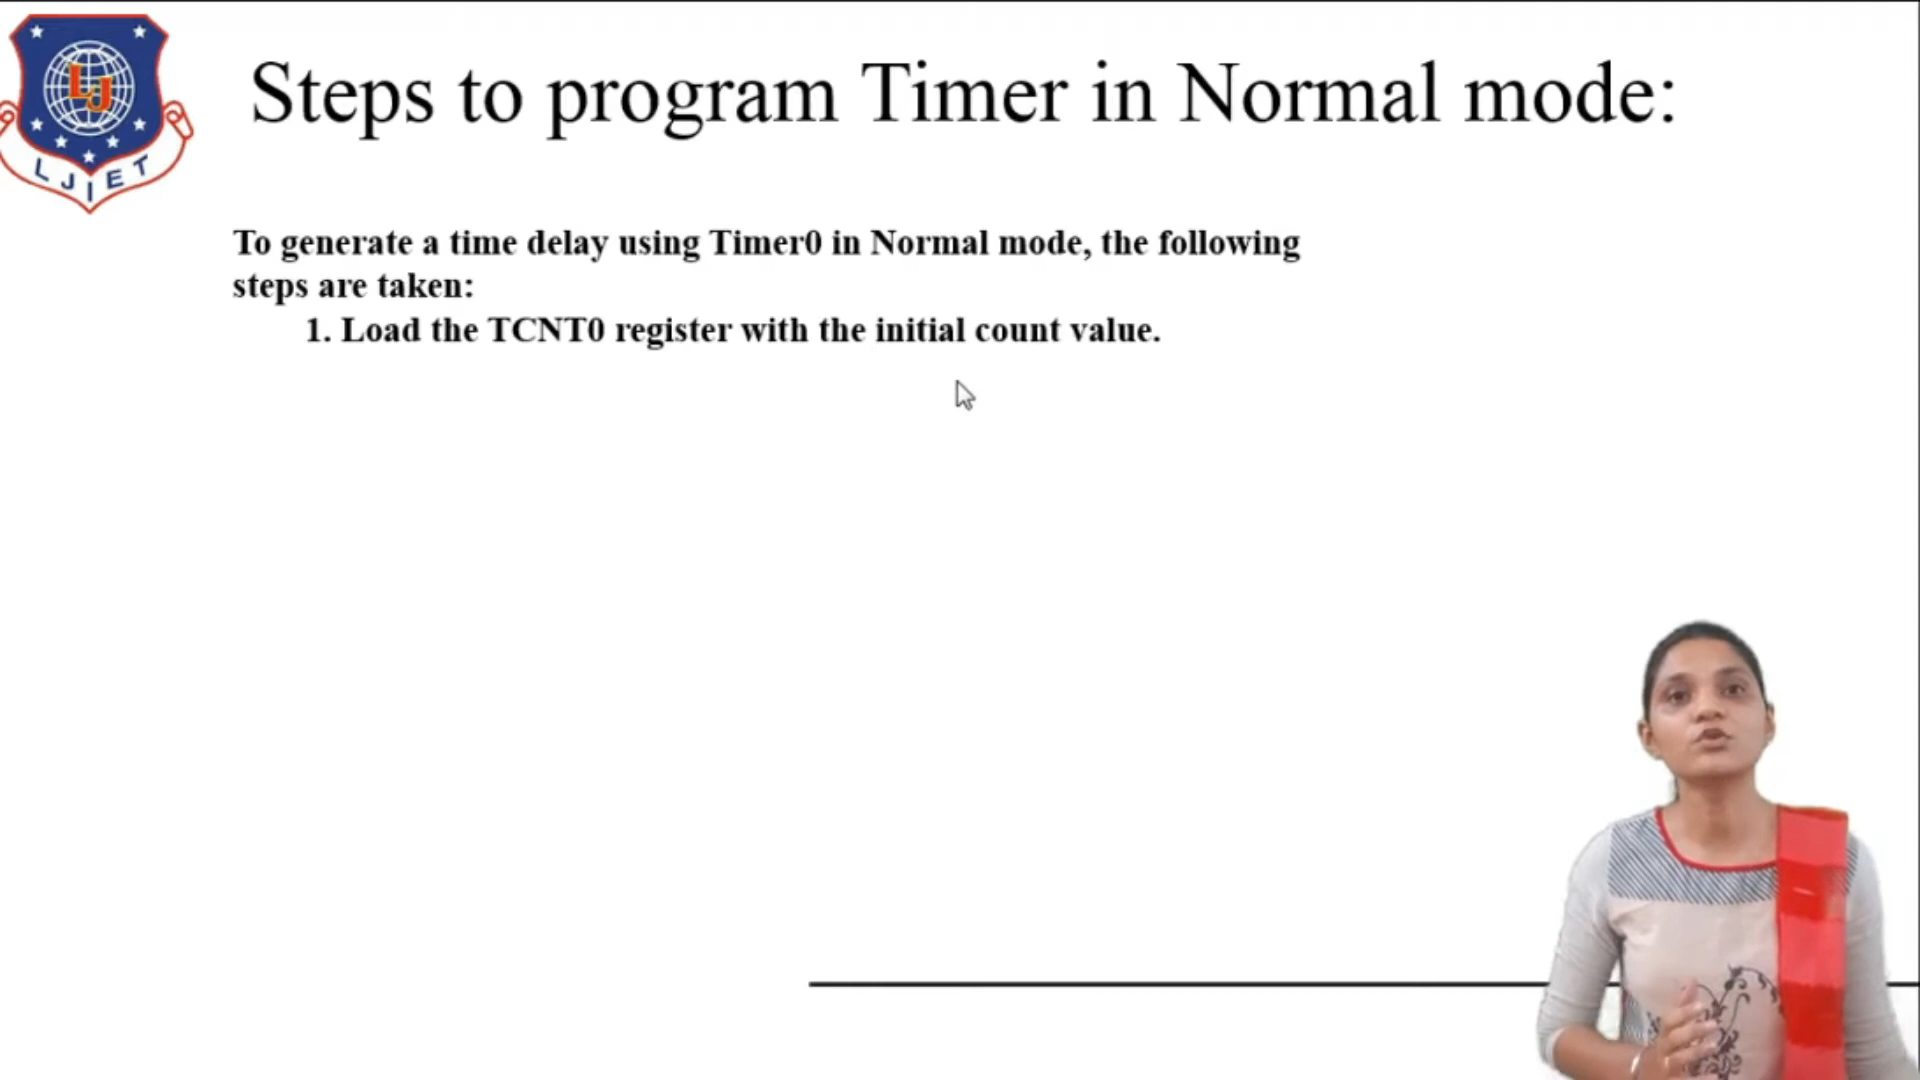 LJ
LJIET
Steps to program Timer in Normal mode:
To generate a time delay using Timer0 in Normal mode, the following
steps are taken:
1. Load the TCNT0 register with the initial count value.